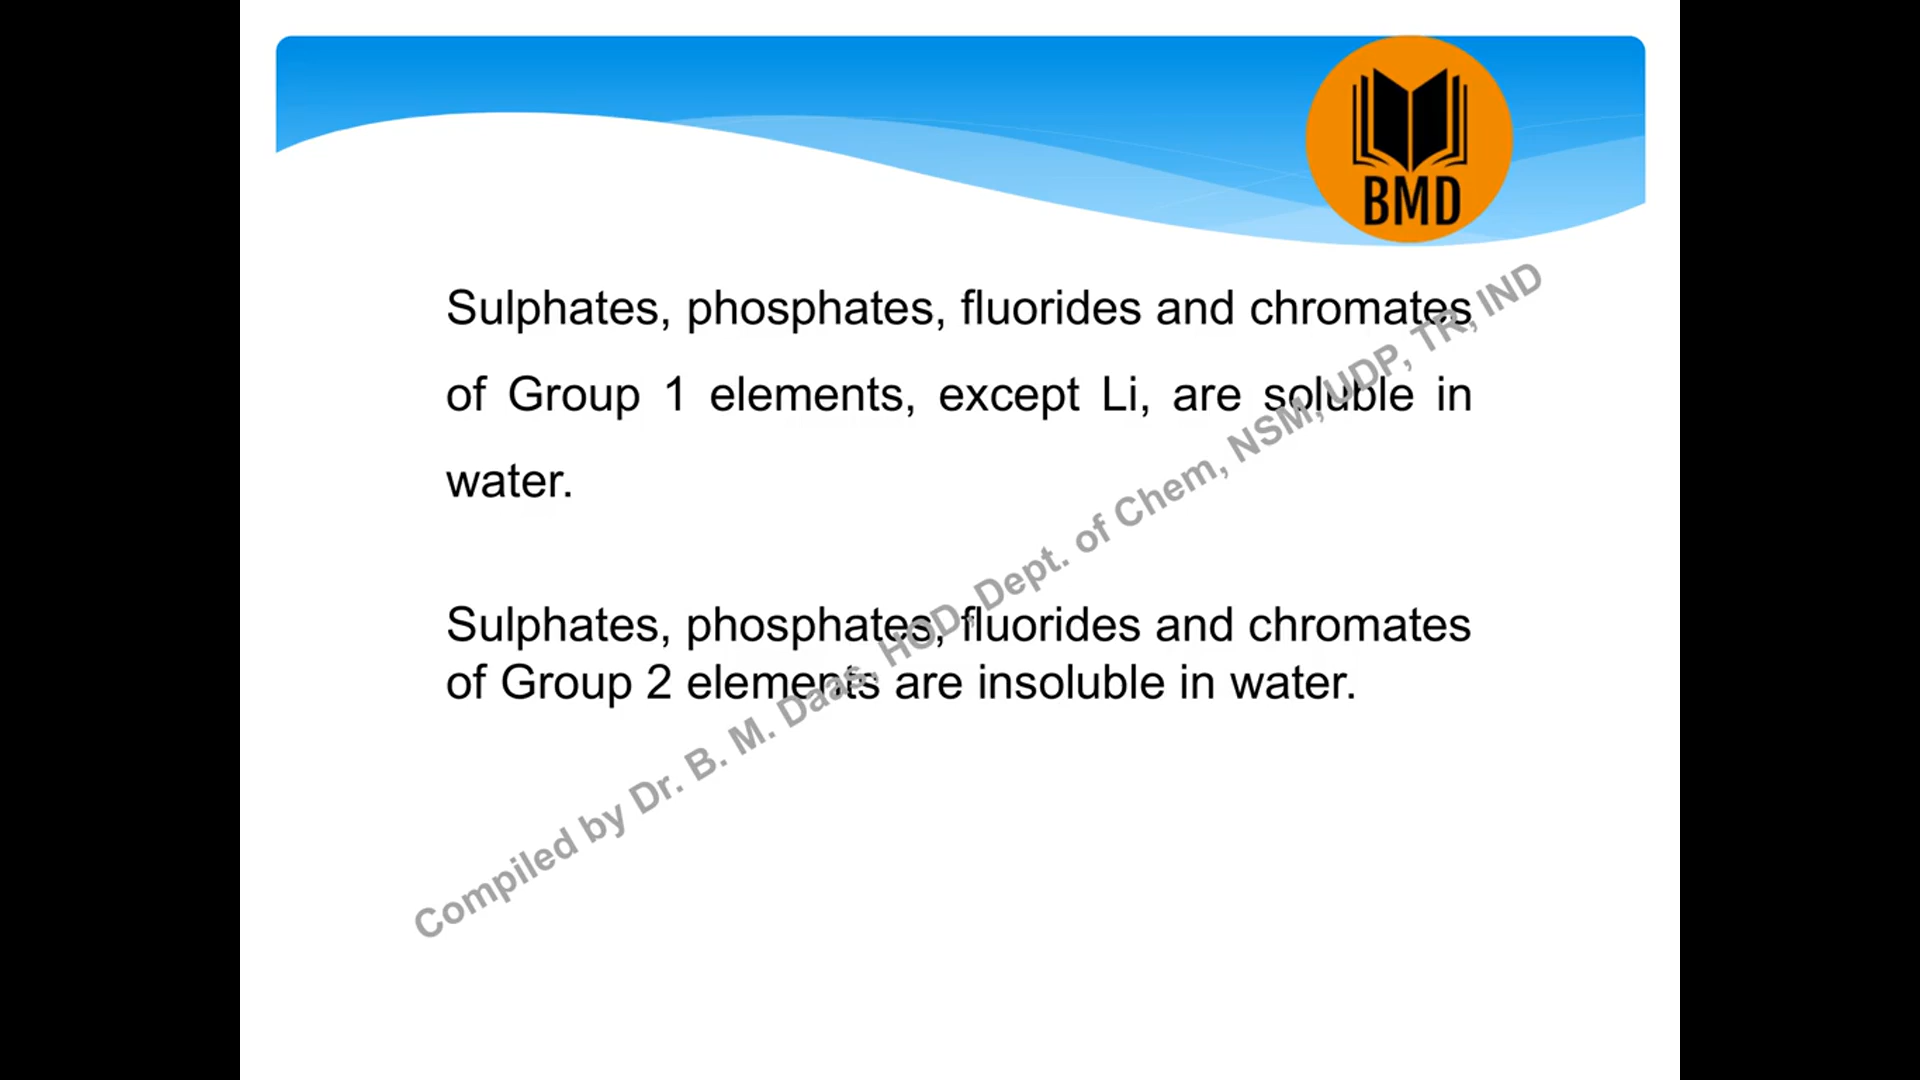 BMD
Sulphates, phosphates, fluorides and chromates
of Group 1 elements, except Li, are soluble in
water.
Sulphates, phosphates, fluorides and chromates
of Group 2 elements are insoluble in water.
Compiled by Dr. B. M. Daas, HOD, Dept. of Chem, NSM, UDP, TR, IND